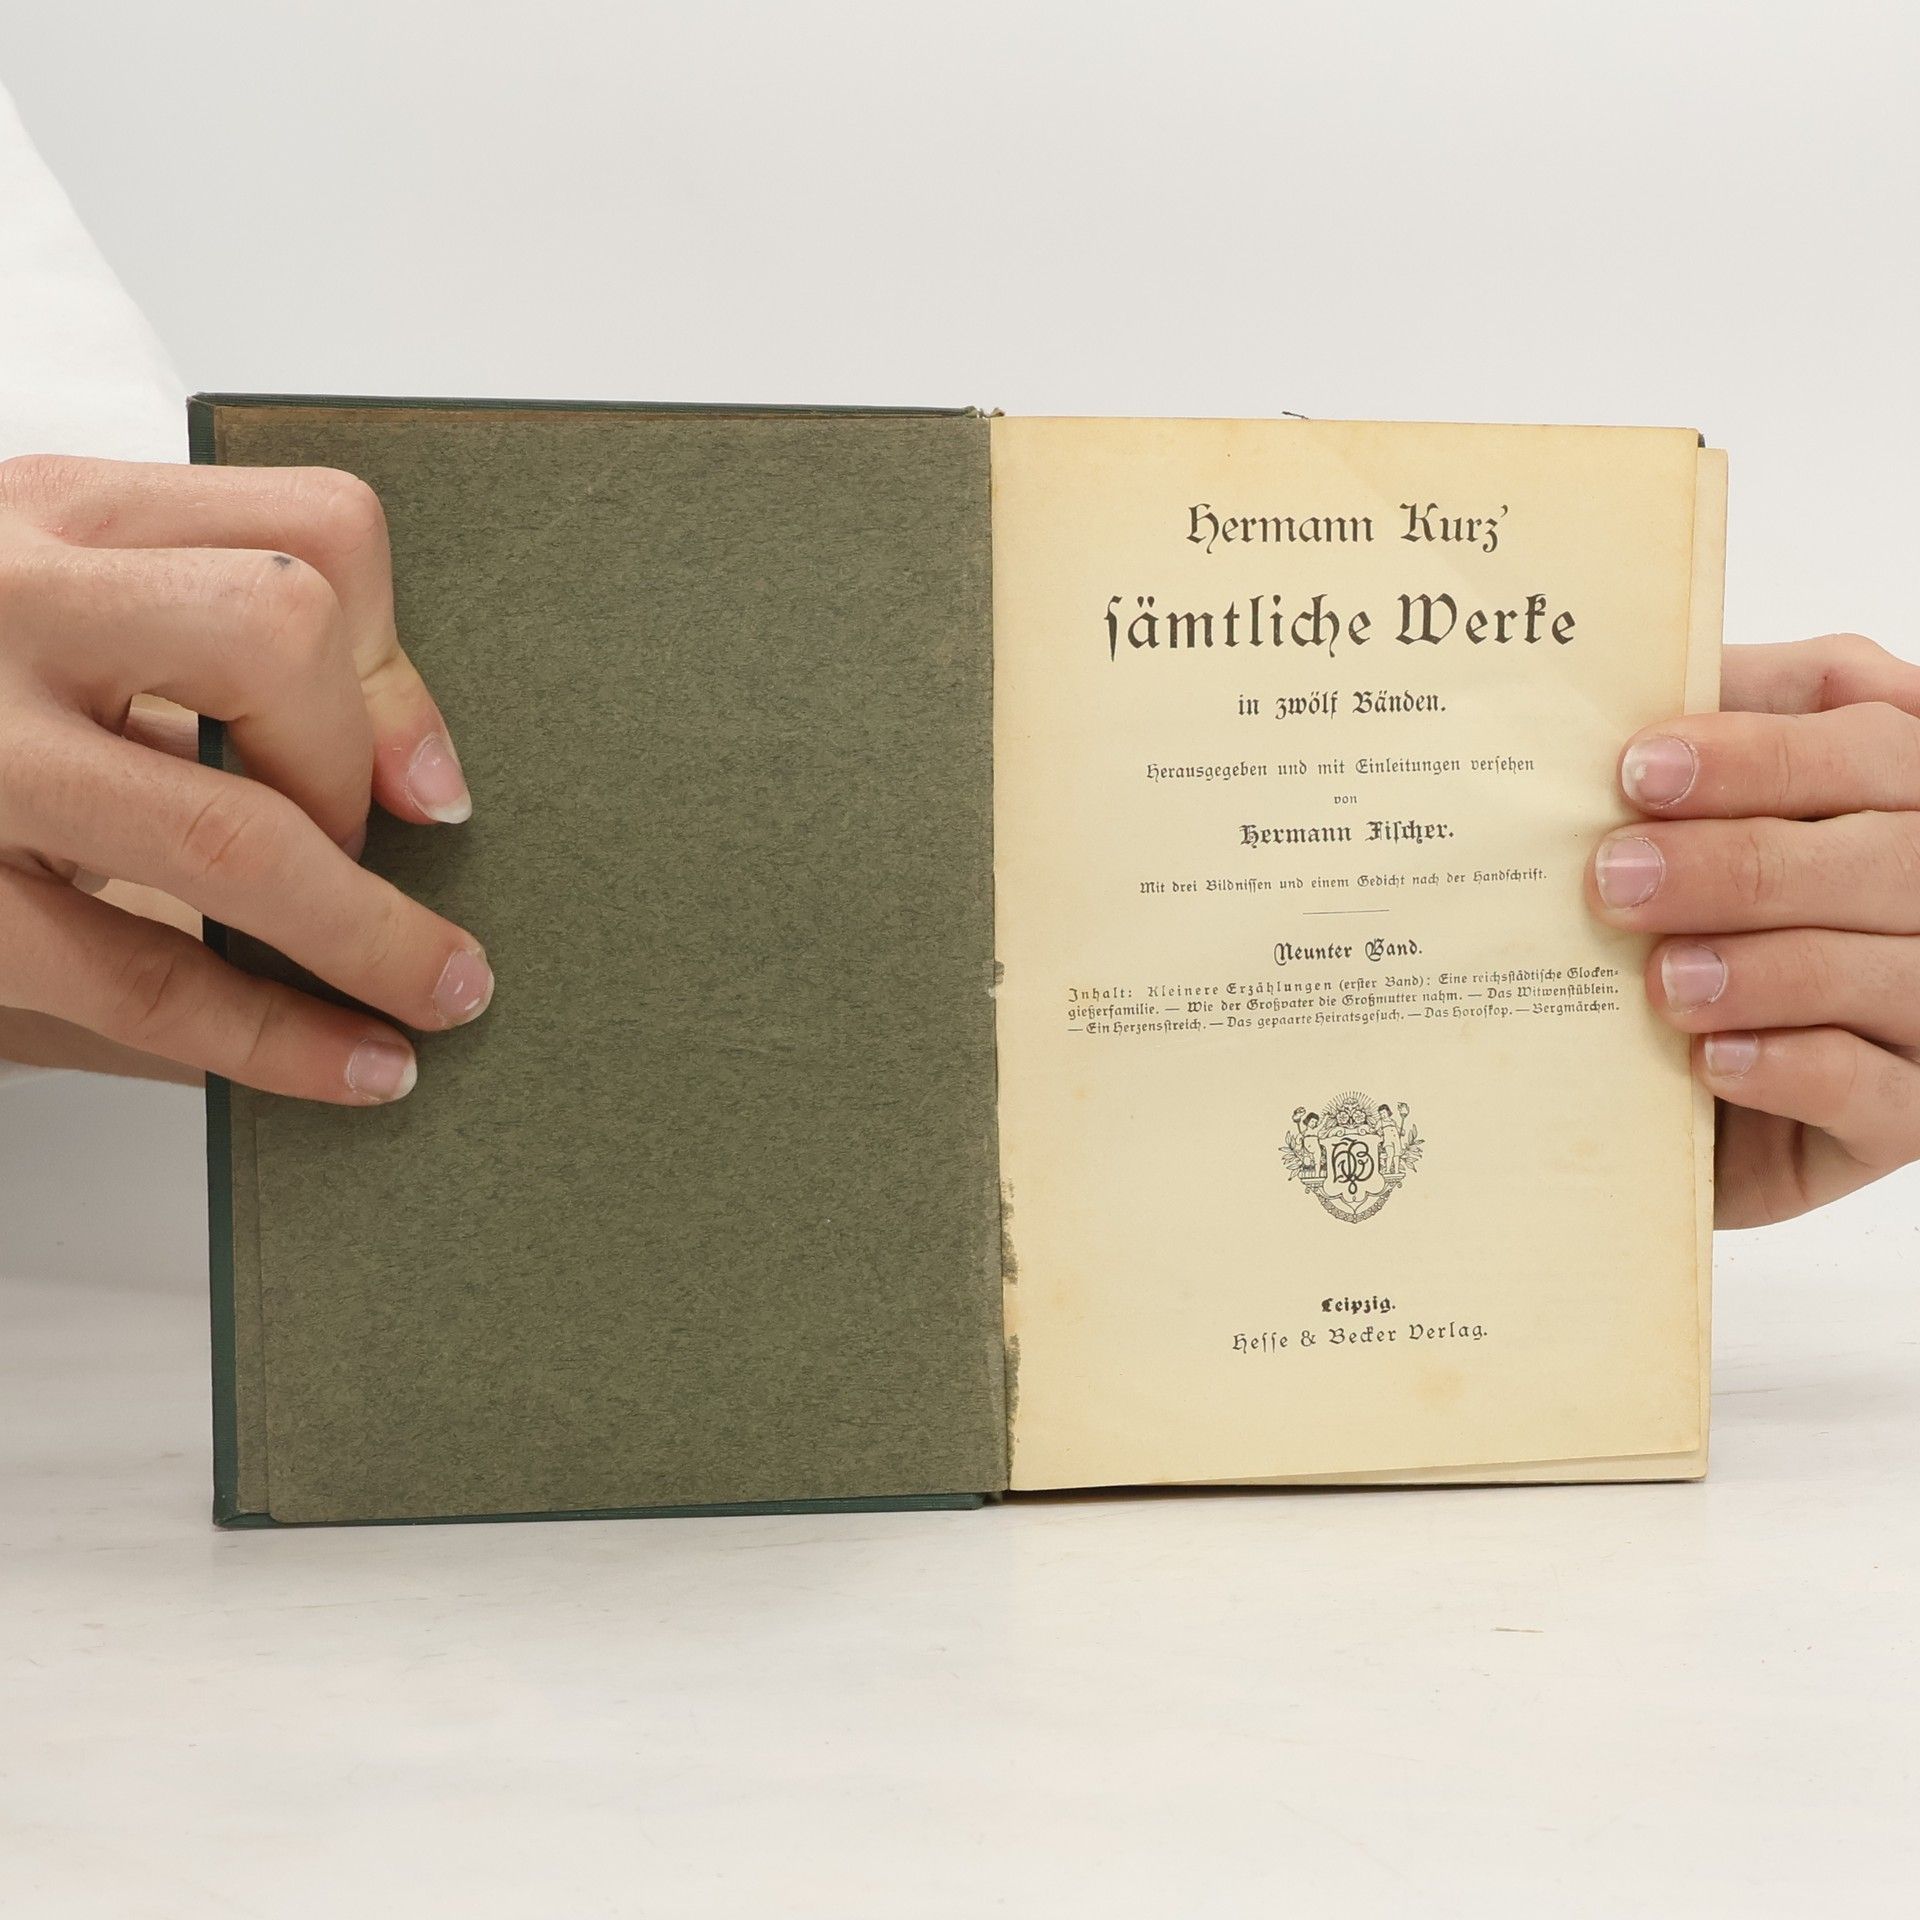 Hermann Kurz'
ſämtliche Werke
in zwölf Bänden.
Herausgegeben und mit Einleitungen verſehen
von
Hermann Fiſcher.
Mit drei Bildniſſen und einem Gedicht nach der Handſchrift.
Neunter Band.
Inhalt: Kleinere Erzählungen (erſter Band): Eine reichsſtädtiſche Glocken-
gießerfamilie. — Wie der Großvater die Großmutter nahm. — Das Witwenſtüblein.
— Ein Herzensſtreich. — Das gepaarte Heiratsgeſuch. — Das Horoſkop. — Bergmärchen.
HB
Leipzig.
Heſſe & Becker Verlag.